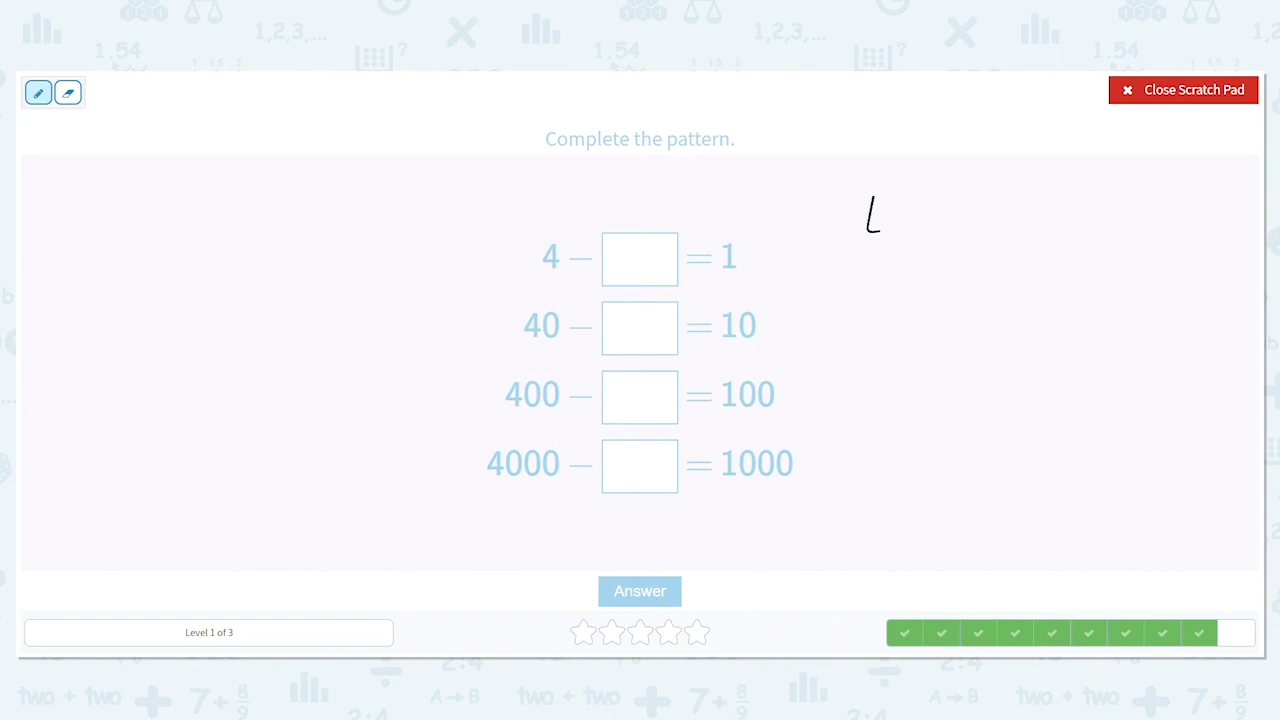 Close Scratch Pad
Complete the pattern.
4 − = 1
40 − = 10
400 − = 100
4000 − = 1000
Answer
Level 1 of 3